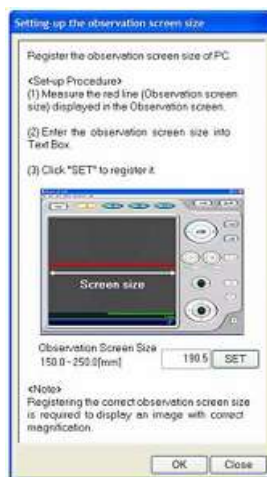 Setting-up the observation screen size
Register the observation screen size of PC.
<Set-up Procedure>
(1) Measure the red line (Observation screen
size) displayed in the Observation screen.
(2) Enter the observation screen size into
Text Box.
(3) Click "SET" to register it.
Screen size
Observation Screen Size
150.0 - 250.0[mm]
190.5
SET
<Note>
Registering the correct observation screen size
is required to display an image with correct
magnification.
OK
Close